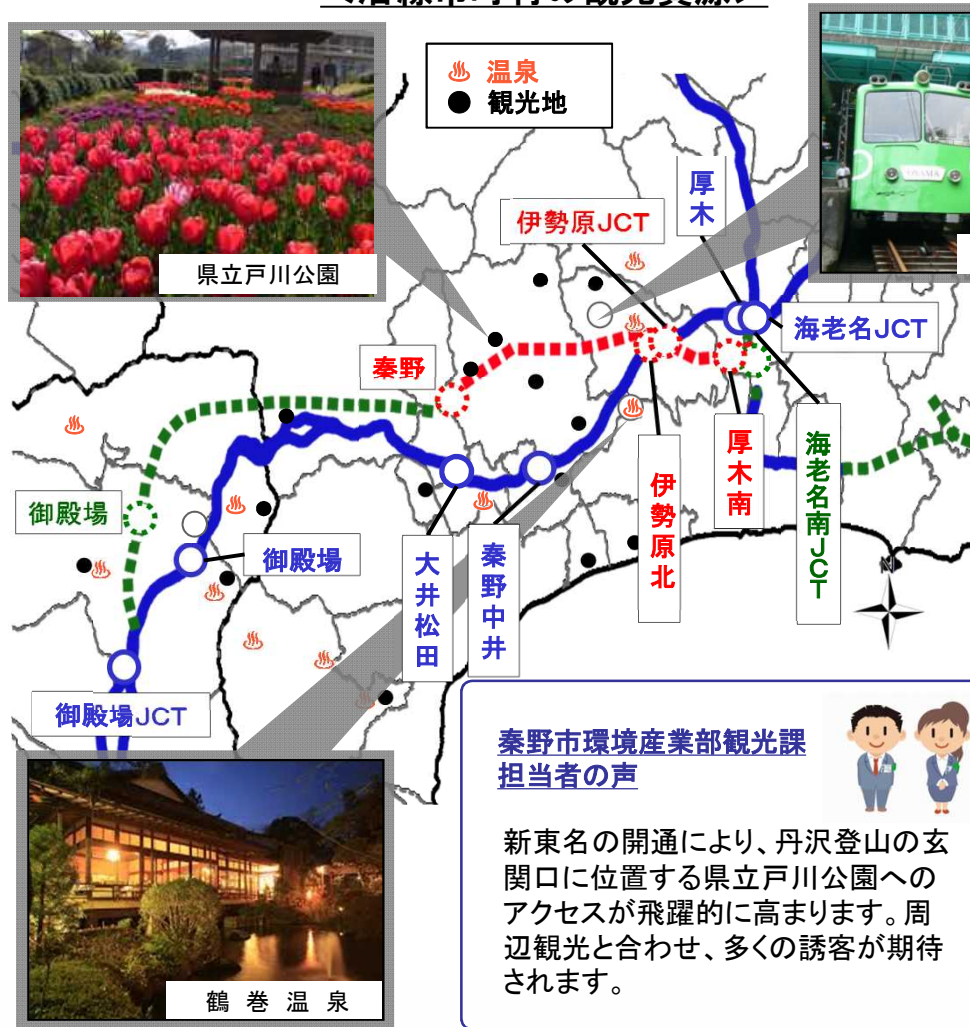 温泉
観光地
県立戸川公園
OYAMA
伊勢原JCT
厚木
海老名JCT
秦野
御殿場
御殿場
大井松田
秦野中井
伊勢原北
厚木南
海老名南JCT
N
御殿場JCT
鶴巻温泉
秦野市環境産業部観光課
担当者の声
新東名の開通により、丹沢登山の玄
関口に位置する県立戸川公園への
アクセスが飛躍的に高まります。周
辺観光と合わせ、多くの誘客が期待
されます。